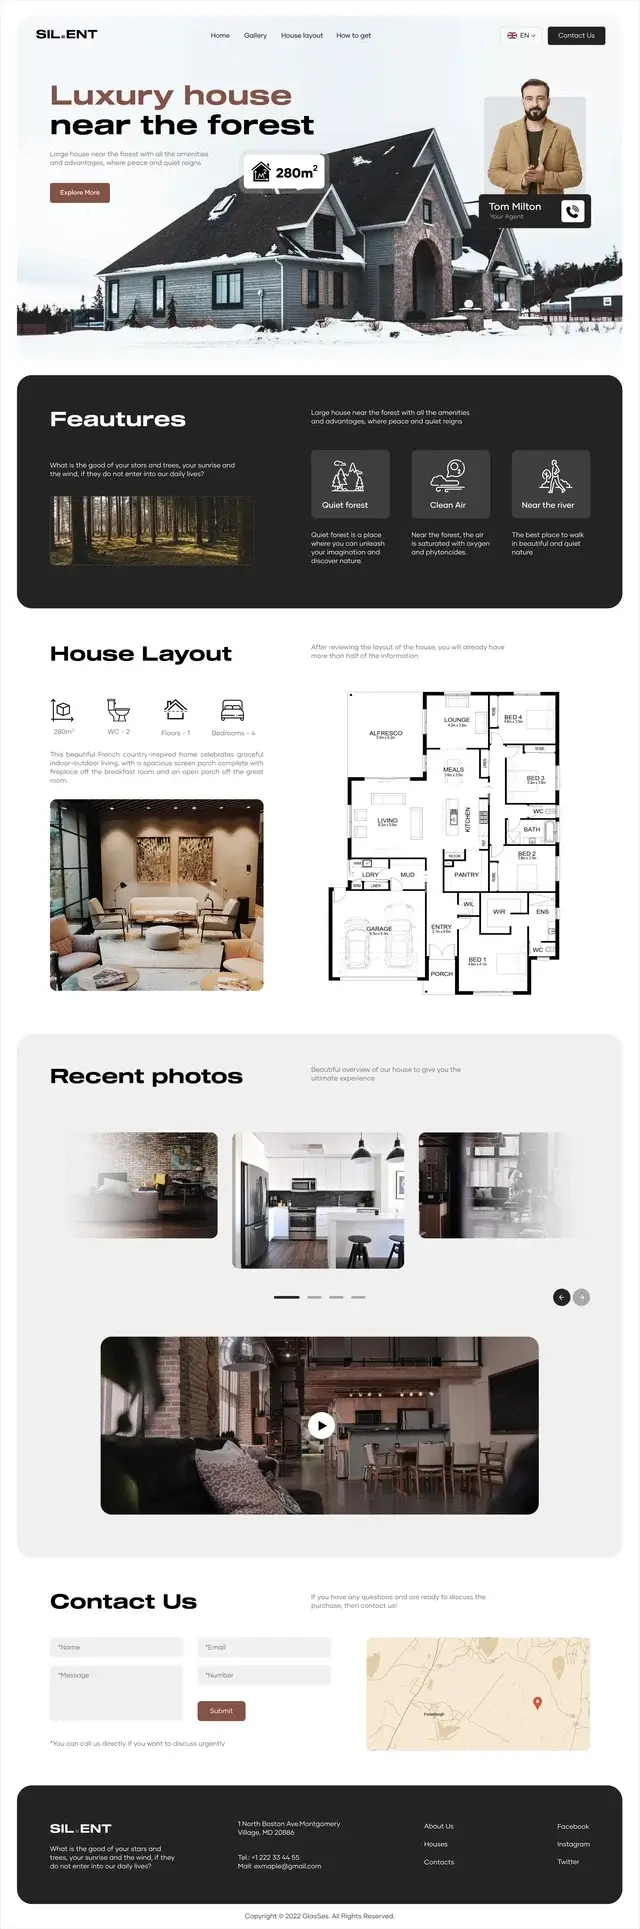 SIL.ENT
Home
Gallery
House layout
How to get
EN
Contact Us
Luxury house
near the forest
Large house near the forest with all the amenities
and advantages, where peace and quiet reigns
Explore More
280m²
Tom Milton
Your Agent
Feautures
Large house near the forest with all the amenities
and advantages, where peace and quiet reigns
What is the good of your stars and trees, your sunrise and
the wind, if they do not enter into our daily lives?
Quiet forest
Clean Air
Near the river
Quiet forest is a place
where you can unleash
your imagination and
discover nature.
Near the forest, the air
is saturated with oxygen
and phytoncides.
The best place to walk
in beautiful and quiet
nature
House Layout
After reviewing the layout of the house, you will already have
more than half of the information
280m²
WC - 2
Floors - 1
Bedrooms - 4
This beautiful French country-inspired home celebrates graceful
indoor-outdoor living, with a spacious screen porch complete with
fireplace off the breakfast room and an open porch off the great
room.
ALFRESCO
LOUNGE
ROBE
BED 4
MEALS
LINEN
ROBE
BED 3
LIVING
KITCHEN
WC
BATH
NOOK
BED 2
LDRY
MUD
PANTRY
ROBE
LINEN
WIL
WIR
ENS
GARAGE
ENTRY
WC
BED 1
PORCH
Recent photos
Beautiful overview of our house to give you the
ultimate experience
Contact Us
If you have any questions and are ready to discuss the
purchase, then contact us!
*Name
*Email
*Message
*Number
Submit
*You can call us directly if you want to discuss urgently
SIL.ENT
What is the good of your stars and
trees, your sunrise and the wind, if they
do not enter into our daily lives?
1 North Boston Ave.Montgomery
Village, MD 20886
Tel.: +1 222 33 44 55
Mail: exmaple@gmail.com
About Us
Houses
Contacts
Facebook
Instagram
Twitter
Copyright © 2022 GlasSes. All Rights Reserved.